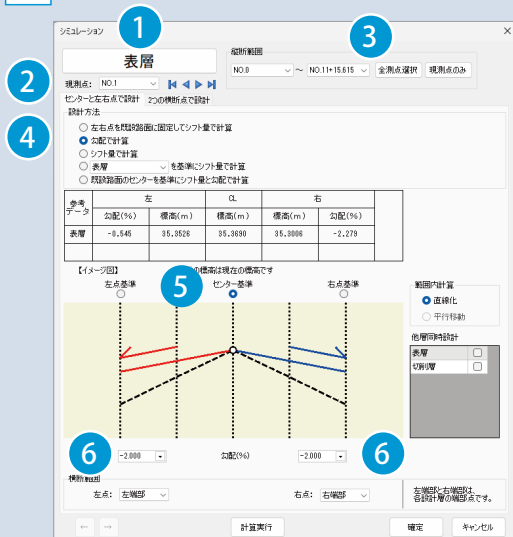 シミュレーション
1
×
表層
縦断範囲
3
NO.0 ～ NO.11+15.615 全測点選択 現測点のみ
2
現測点： NO.1
センターと左右点で設計 2つの横断点で設計
4
設計方法
左右点を既設路面に固定してシフト量で計算
勾配で計算
シフト量で計算
表層 を基準にシフト量で計算
既設路面のセンターを基準にシフト量と勾配で計算
参考データ 左 CL 右
勾配(%) 標高(m) 標高(m) 標高(m) 勾配(%)
表層 -0.545 35.3526 35.3690 35.3006 -2.279
【イメージ図】 の標高は現在の標高です
5
左点基準 センター基準 右点基準
範囲内計算
直線化
平行移動
他層同時設計
表層
切削層
6 -2.000 勾配(%) -2.000 6
横断範囲
左点： 左端部 右点： 右端部
左端部と右端部は、
各設計層の端部点です。
← → 計算実行 確定 キャンセル